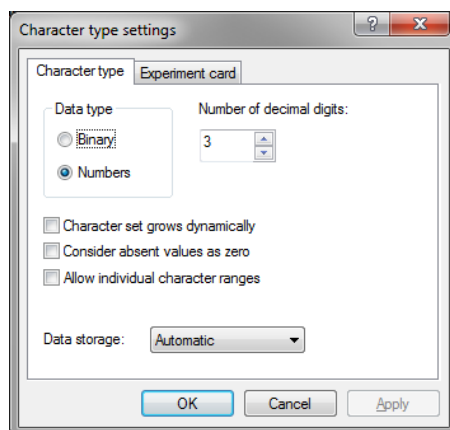 Character type settings
Character type Experiment card
Data type Number of decimal digits:
Binary 3
Numbers
Character set grows dynamically
Consider absent values as zero
Allow individual character ranges
Data storage: Automatic
OK Cancel Apply